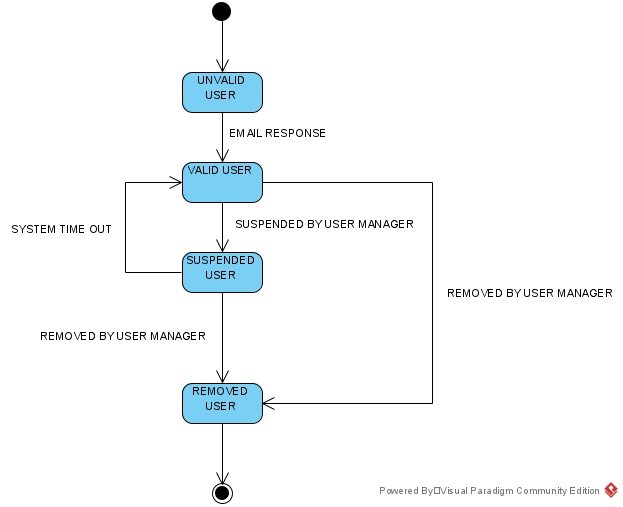 UNVALID
USER
EMAIL RESPONSE
VALID USER
SUSPENDED BY USER MANAGER
SYSTEM TIME OUT
SUSPENDED
USER
REMOVED BY USER MANAGER
REMOVED BY USER MANAGER
REMOVED
USER
Powered By Visual Paradigm Community Edition